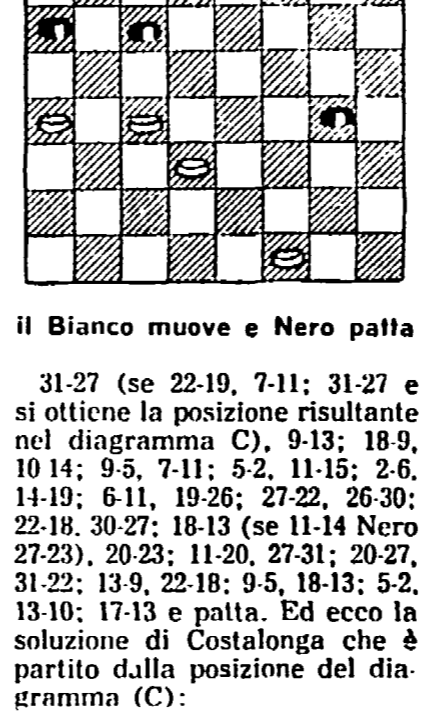 il Bianco muove e Nero patta
31-27 (se 22-19, 7-11; 31-27 e
si ottiene la posizione risultante
nel diagramma C), 9-13; 18-9,
10 14; 9-5, 7-11; 5-2, 11-15; 2-6,
14-19; 6-11, 19-26; 27-22, 26-30;
22-18. 30-27; 18-13 (se 11-14 Nero
27-23), 20-23; 11-20, 27-31; 20-27,
31-22; 13-9, 22-18; 9-5, 18-13; 5-2,
13-10; 17-13 e patta. Ed ecco la
soluzione di Costalonga che è
partito dalla posizione del dia-
gramma (C):